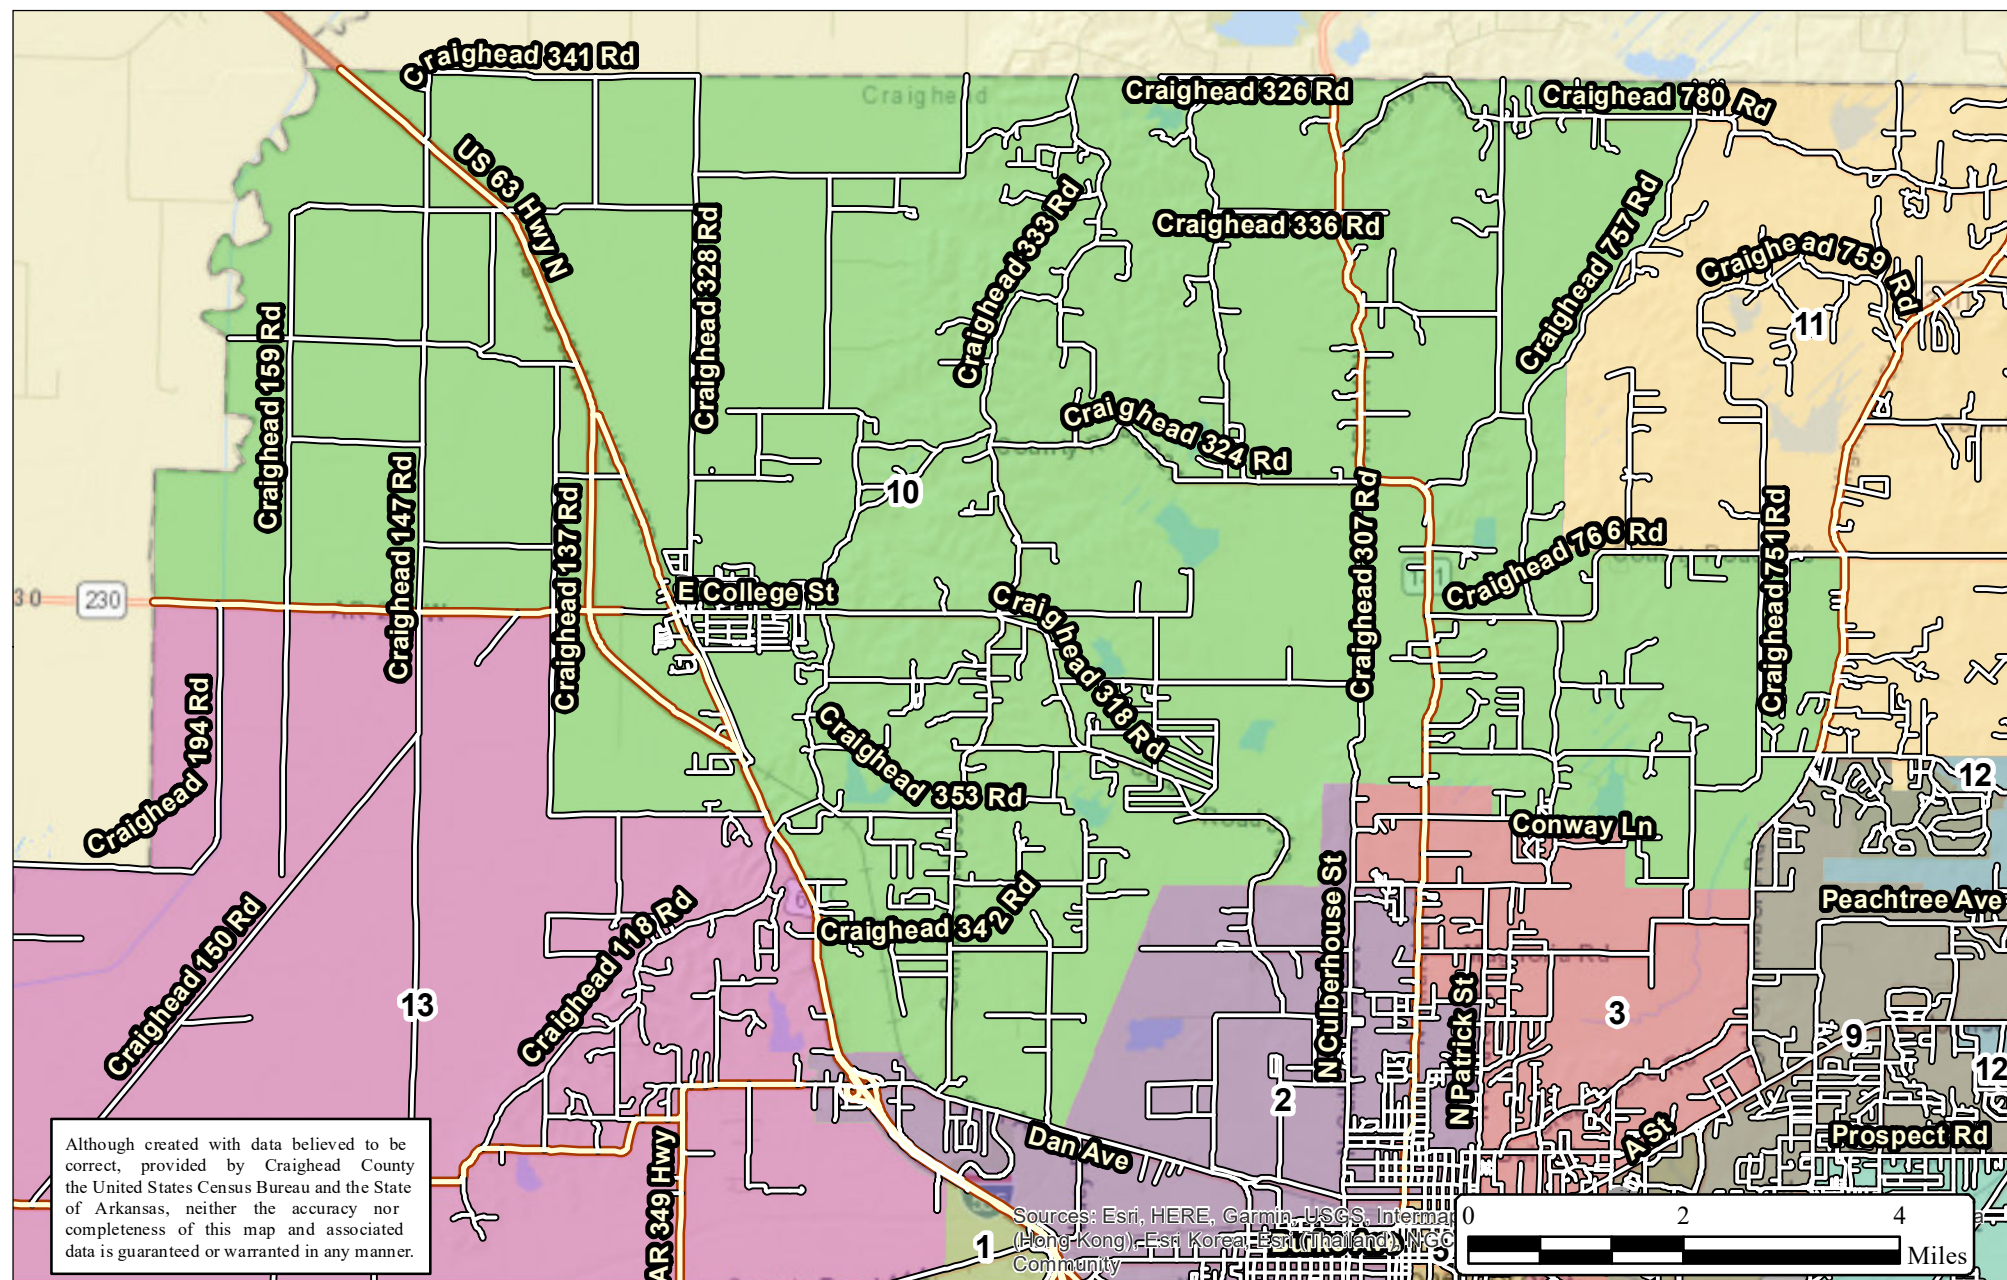 Craighead 341 Rd
Craighead
Craighead 326 Rd
Craighead 780 Rd
US 63 Hwy N
Craighead 328 Rd
Craighead 333 Rd
Craighead 336 Rd
Craighead 757 Rd
Craighead 759 Rd
11
Craighead 159 Rd
Craighead 324 Rd
Craighead 147 Rd
Craighead 137 Rd
10
Craighead 307 Rd
Craighead 766 Rd
Craighead 751 Rd
30
230
E College St
141
Craighead 318 Rd
Craighead 194 Rd
Craighead 353 Rd
12
Conway Ln
Craighead 150 Rd
Craighead 118 Rd
Craighead 342 Rd
N Culberhouse St
Peachtree Ave
13
N Patrick St
3
9
12
2
A St
Prospect Rd
Dan Ave
AR 349 Hwy
1
Although created with data believed to be
correct, provided by Craighead County
the United States Census Bureau and the State
of Arkansas, neither the accuracy nor
completeness of this map and associated
data is guaranteed or warranted in any manner.
Sources: Esri, HERE, Garmin, USGS, Intermap
(Hong Kong), Esri Korea, Esri (Thailand), NGC
Community
5
0 2 4
Miles